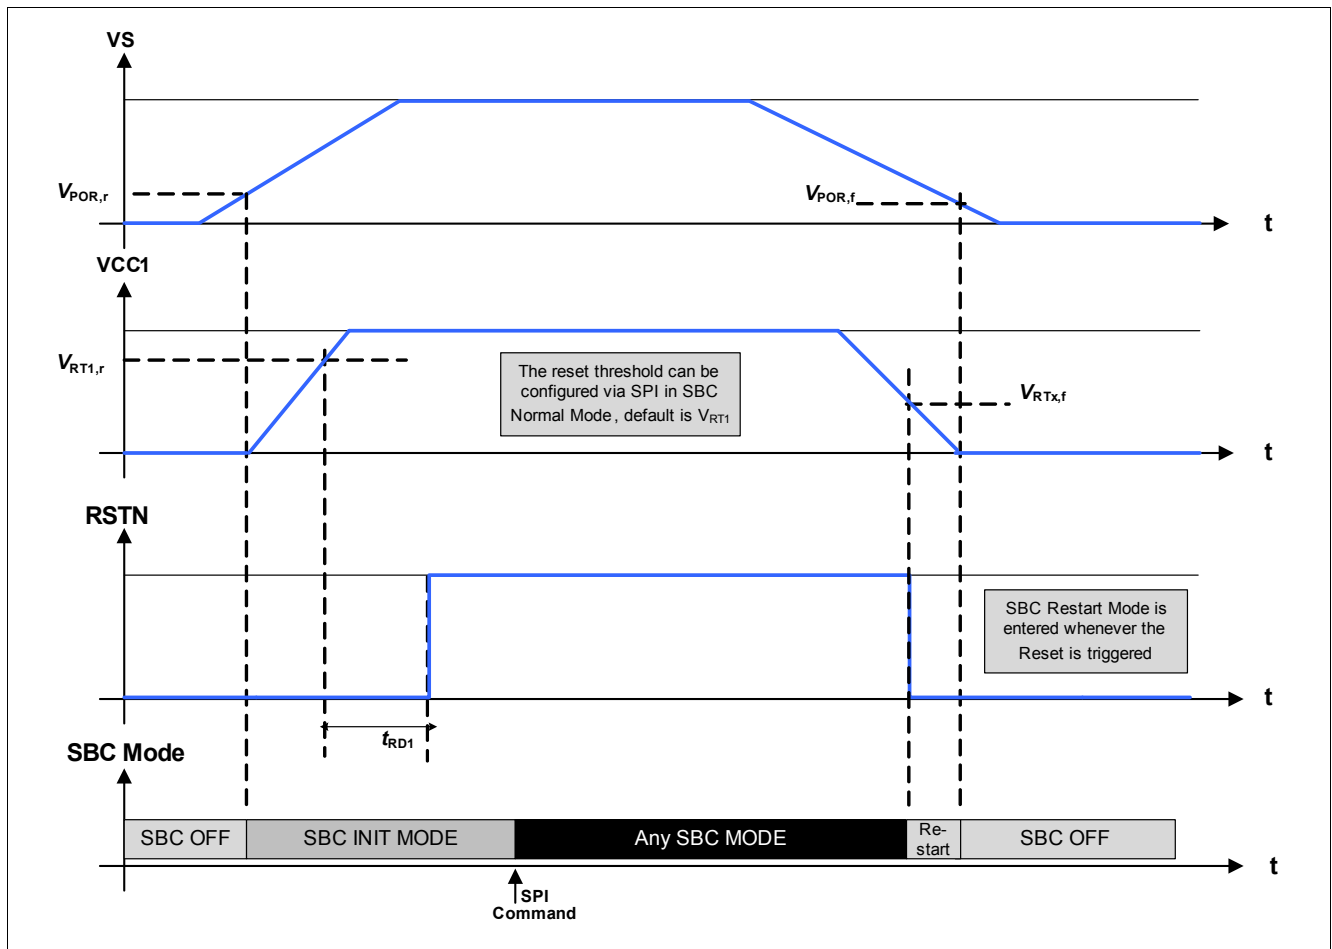 VS
VPOR,r
VPOR,f
t
VCC1
VRT1,r
The reset threshold can be
configured via SPI in SBC
Normal Mode, default is VRT1
VRTx,f
t
RSTN
SBC Restart Mode is
entered whenever the
Reset is triggered
t
tRD1
SBC Mode
SBC OFF
SBC INIT MODE
Any SBC MODE
Re-
start
SBC OFF
t
SPI
Command